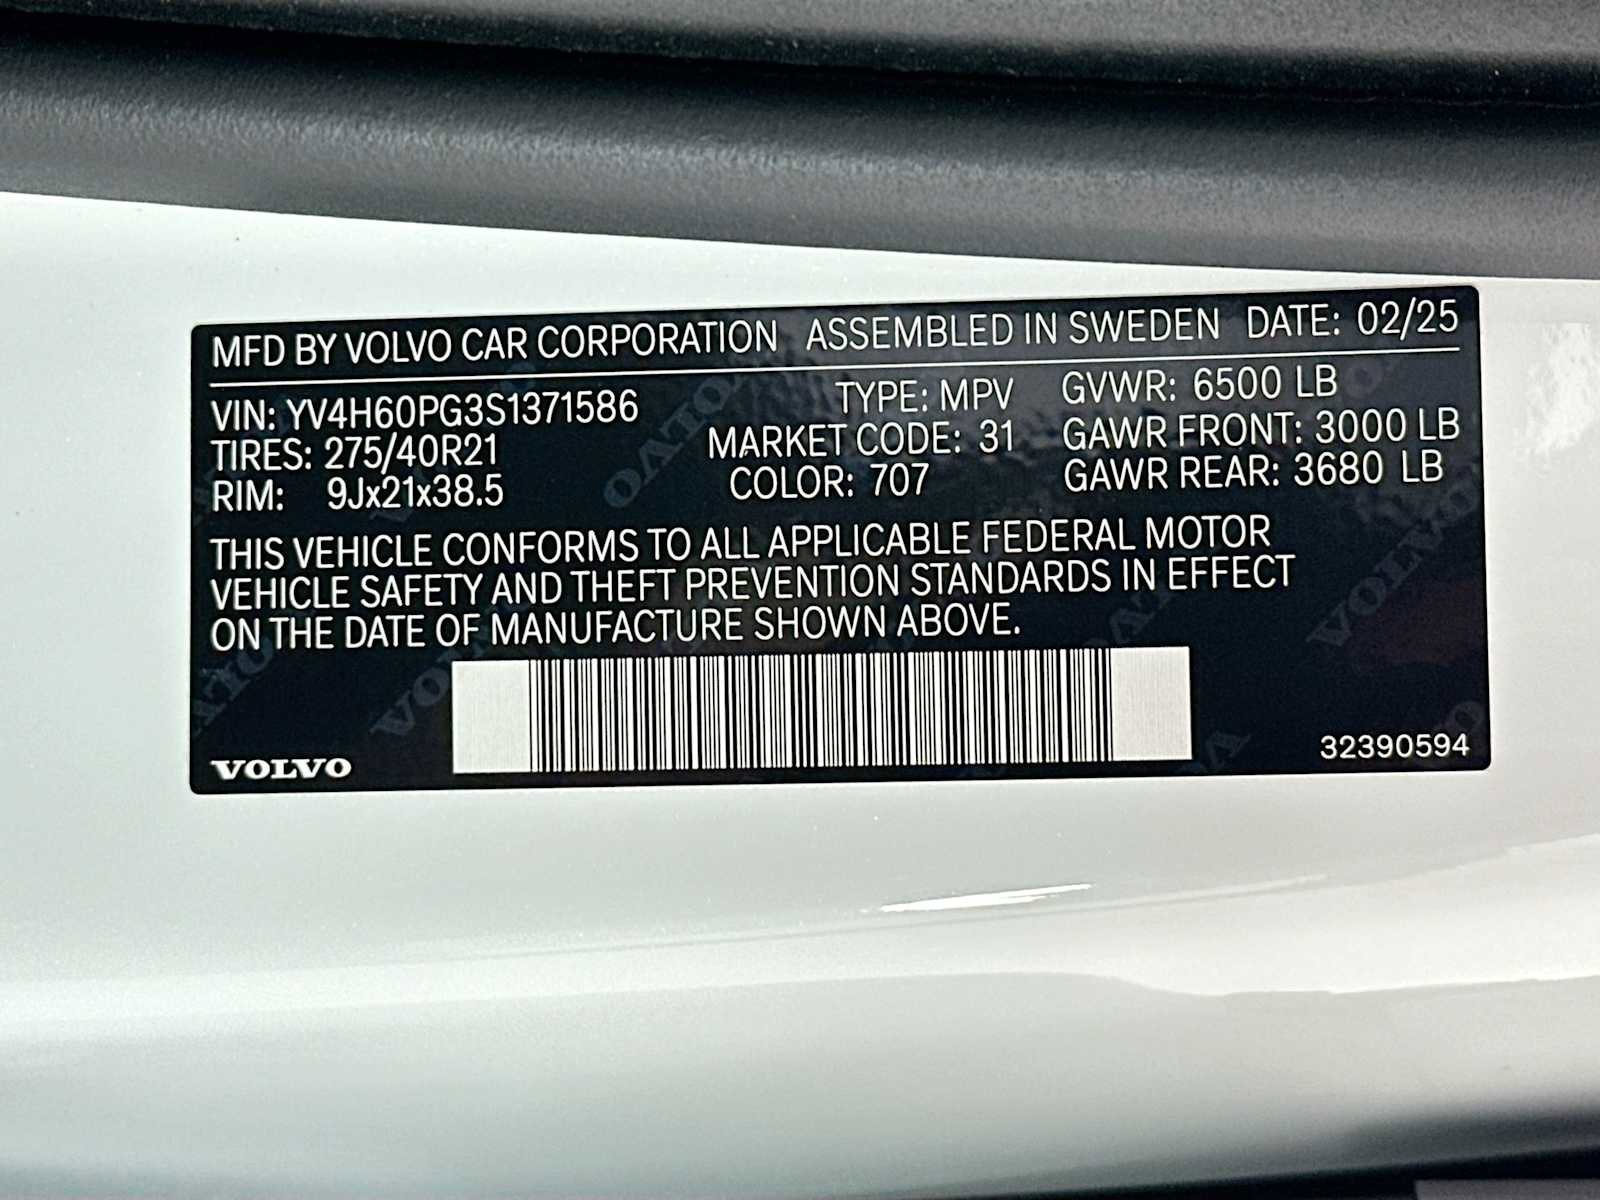 MFD BY VOLVO CAR CORPORATION ASSEMBLED IN SWEDEN DATE: 02/25
VIN: YV4H60PG3S1371586 TYPE: MPV GVWR: 6500 LB
TIRES: 275/40R21 MARKET CODE: 31 GAWR FRONT: 3000 LB
RIM: 9Jx21x38.5 COLOR: 707 GAWR REAR: 3680 LB
THIS VEHICLE CONFORMS TO ALL APPLICABLE FEDERAL MOTOR
VEHICLE SAFETY AND THEFT PREVENTION STANDARDS IN EFFECT
ON THE DATE OF MANUFACTURE SHOWN ABOVE.
VOLVO 32390594